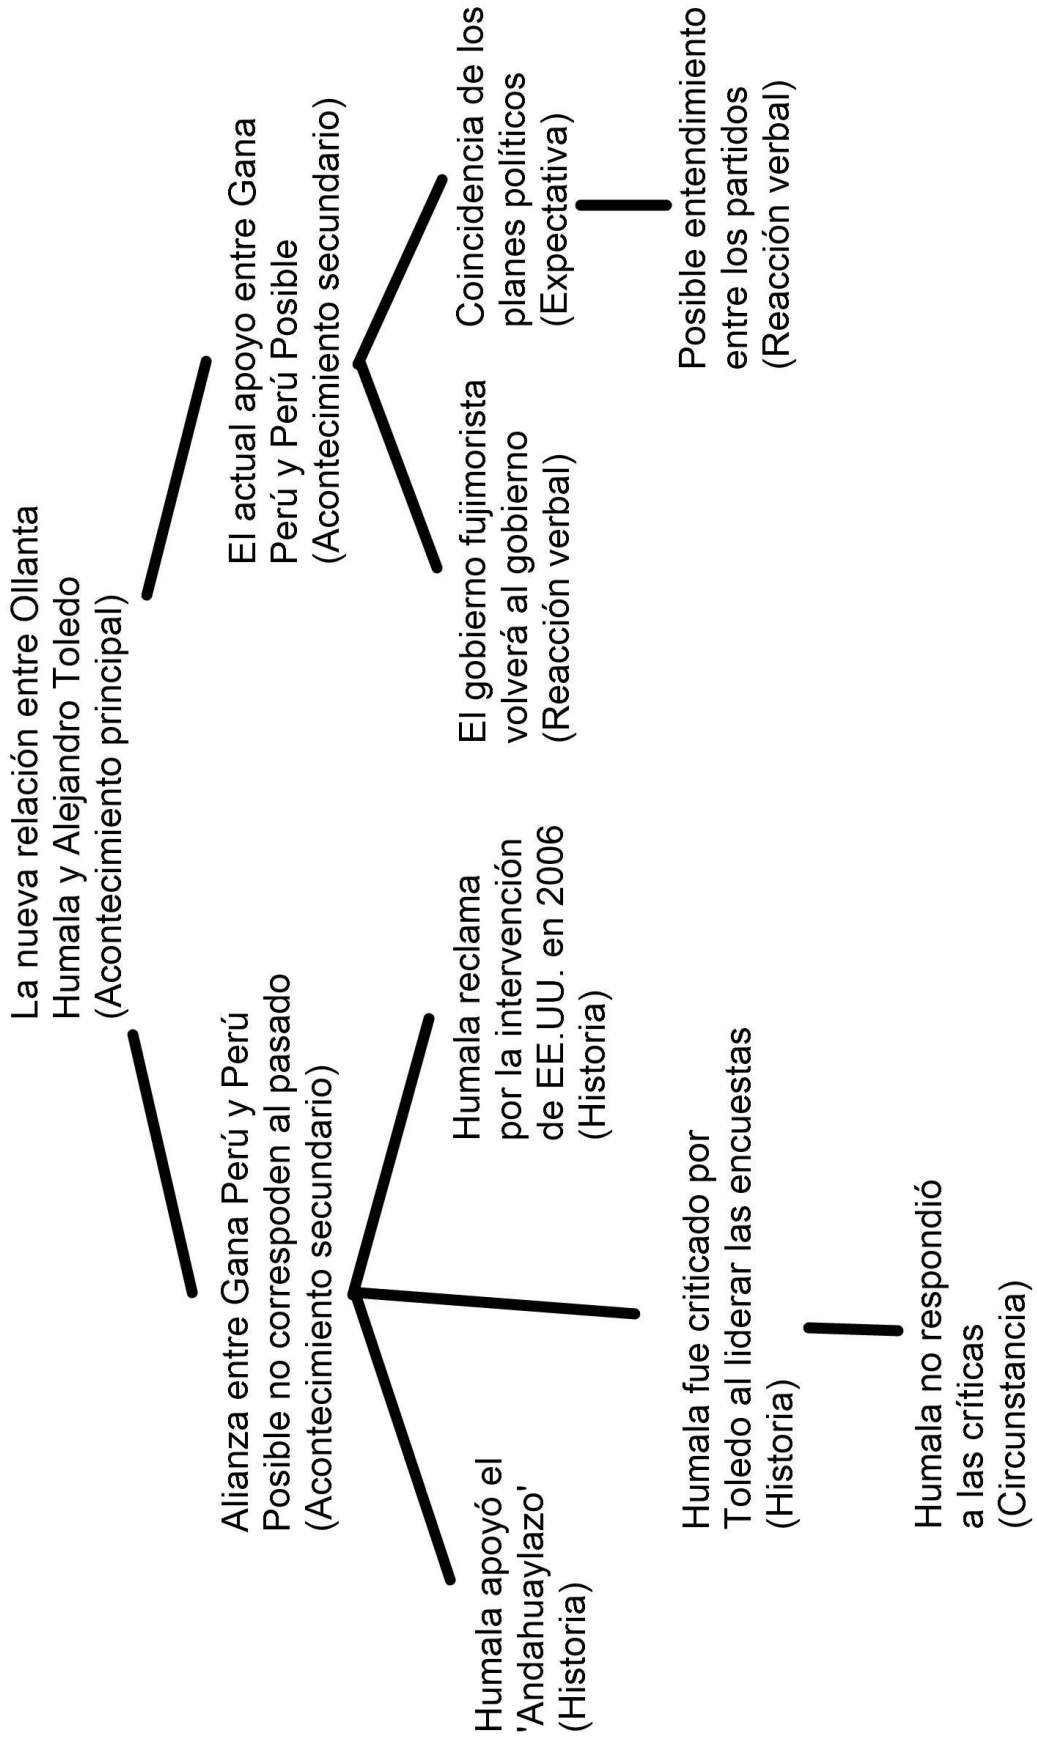 La nueva relación entre Ollanta
Humala y Alejandro Toledo
(Acontecimiento principal)
Alianza entre Gana Perú y Perú
Posible no correspoden al pasado
(Acontecimiento secundario)
El actual apoyo entre Gana
Perú y Perú Posible
(Acontecimiento secundario)
Humala apoyó el
'Andahuaylazo'
(Historia)
Humala reclama
por la intervención
de EE.UU. en 2006
(Historia)
El gobierno fujimorista
volverá al gobierno
(Reacción verbal)
Coincidencia de los
planes políticos
(Expectativa)
Humala fue criticado por
Toledo al liderar las encuestas
(Historia)
Posible entendimiento
entre los partidos
(Reacción verbal)
Humala no respondió
a las críticas
(Circunstancia)